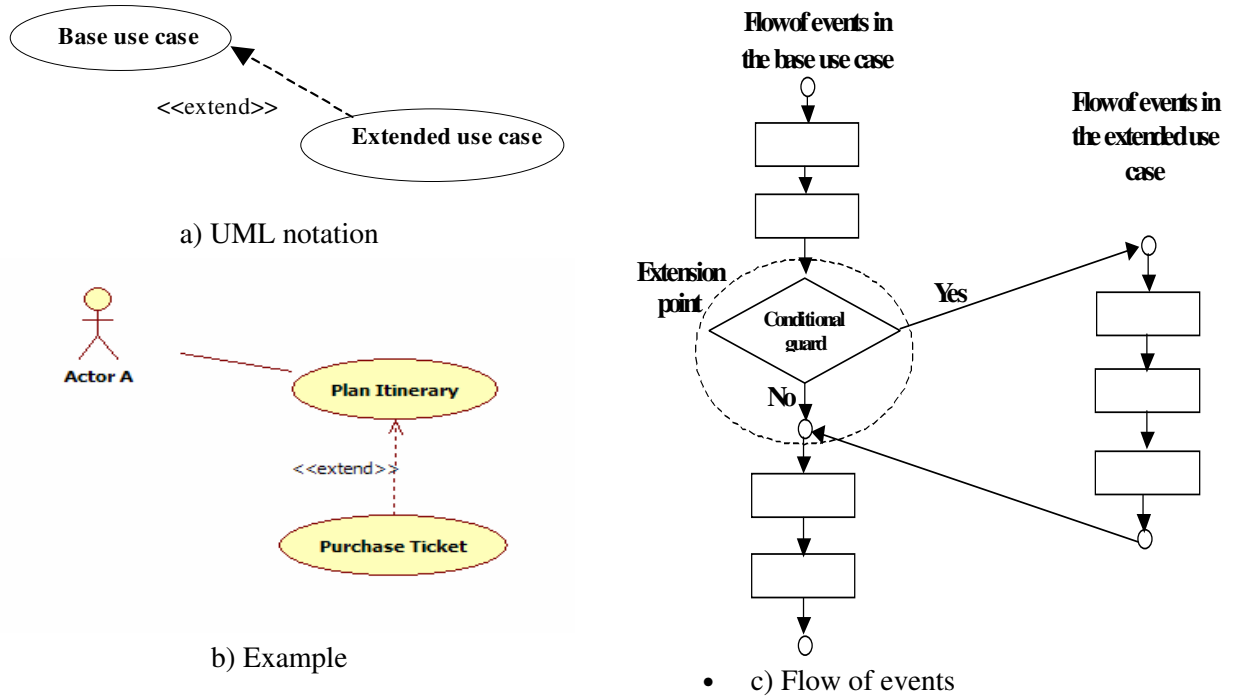 Base use case
<<extend>>
Extended use case
a) UML notation
Actor A
Plan Itinerary
<<extend>>
Purchase Ticket
b) Example
Flow of events in
the base use case
Flow of events in
the extended use
case
Extension
point
Conditional
guard
Yes
No
• c) Flow of events